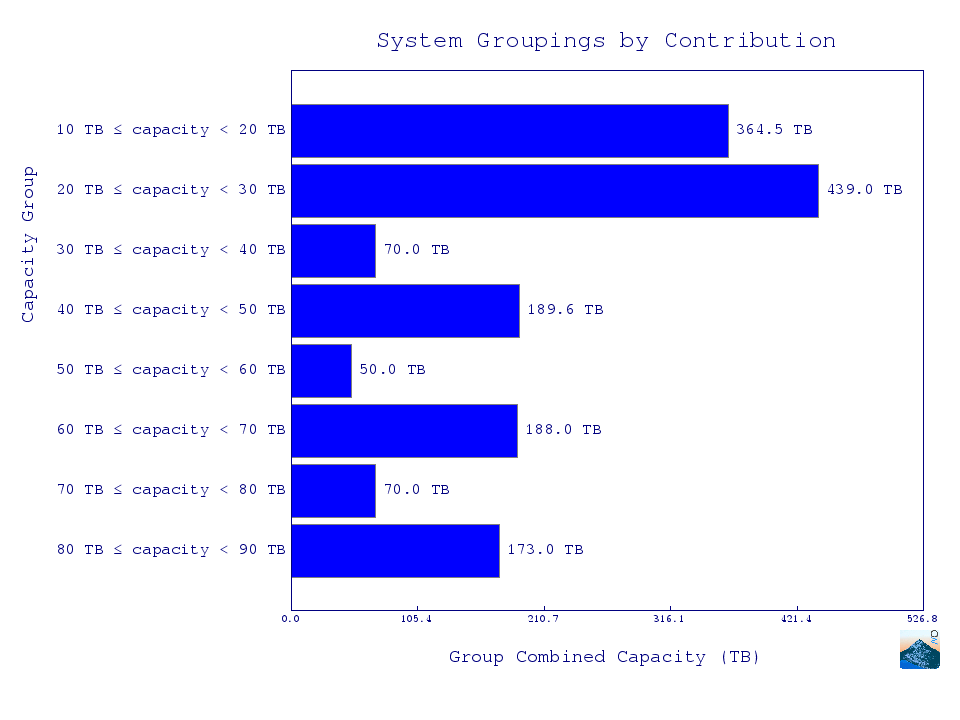 System Groupings by Contribution
Capacity Group
10 TB ≤ capacity < 20 TB
364.5 TB
20 TB ≤ capacity < 30 TB
439.0 TB
30 TB ≤ capacity < 40 TB
70.0 TB
40 TB ≤ capacity < 50 TB
189.6 TB
50 TB ≤ capacity < 60 TB
50.0 TB
60 TB ≤ capacity < 70 TB
188.0 TB
70 TB ≤ capacity < 80 TB
70.0 TB
80 TB ≤ capacity < 90 TB
173.0 TB
0.0 105.4 210.7 316.1 421.4 526.8
Group Combined Capacity (TB)